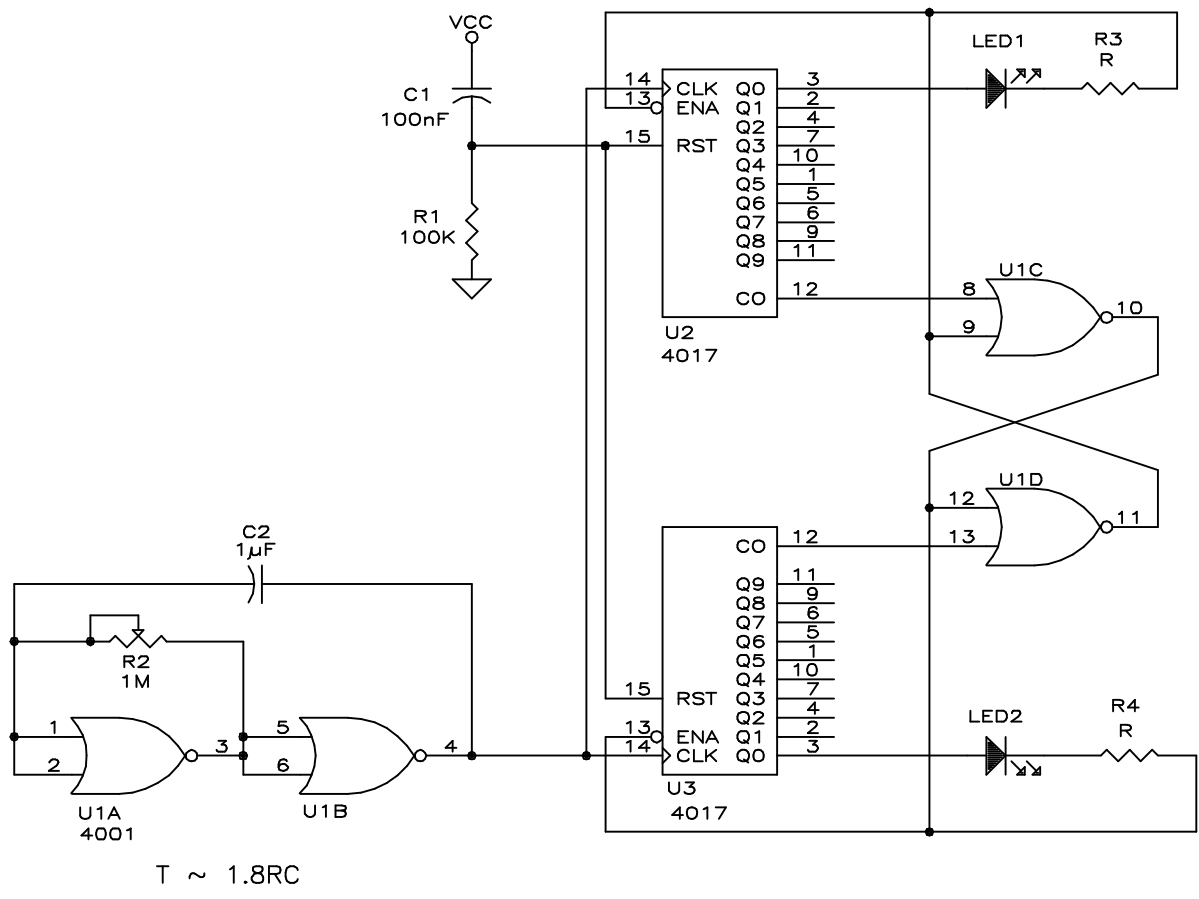 VCC
C1
100nF
R1
100K
14
13
15
CLK
ENA
RST
Q0
Q1
Q2
Q3
Q4
Q5
Q6
Q7
Q8
Q9
CO
3
2
4
7
10
1
5
6
9
11
12
U2
4017
LED1
R3
R
U1C
8
9
10
U1D
12
13
11
C2
1µF
R2
1M
1
2
3
U1A
4001
5
6
4
U1B
T ~ 1.8RC
15
13
14
RST
ENA
CLK
CO
Q9
Q8
Q7
Q6
Q5
Q4
Q3
Q2
Q1
Q0
12
11
9
6
5
1
10
7
4
2
3
U3
4017
LED2
R4
R